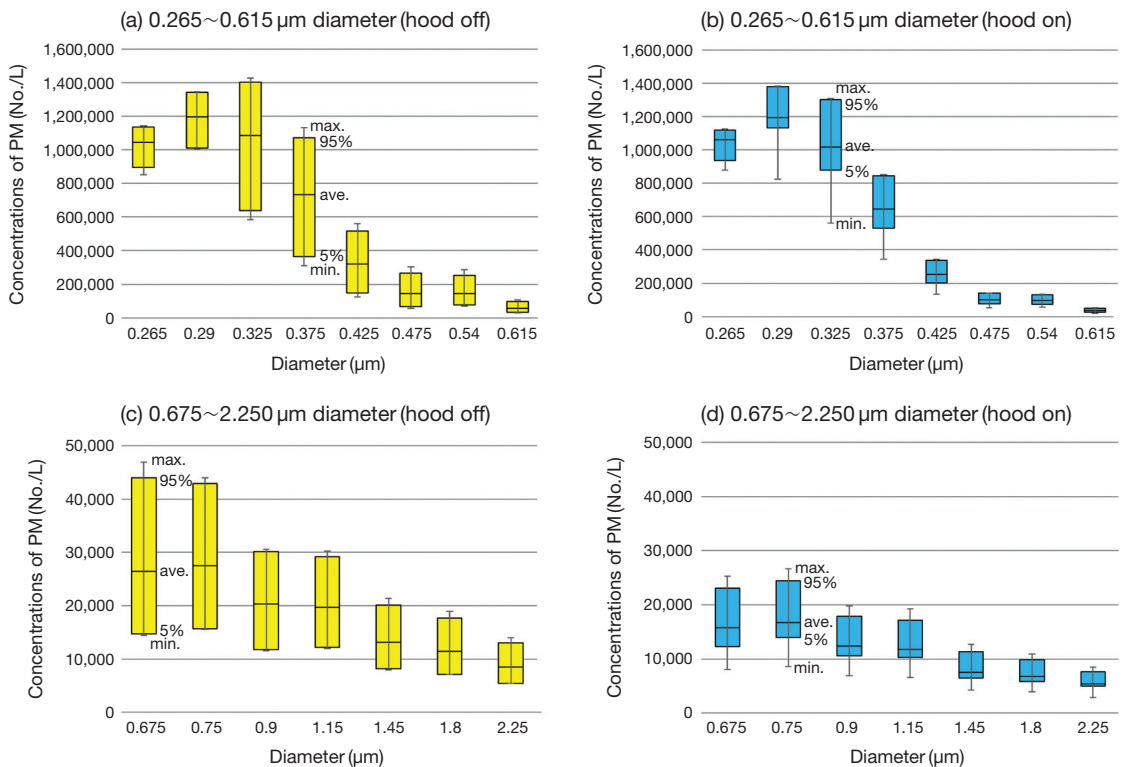 (a) 0.265~0.615 µm diameter (hood off)
Concentrations of PM (No./L)
1,600,000
1,400,000
1,200,000
1,000,000
800,000
600,000
400,000
200,000
0
max.
95%
ave.
5%
min.
0.265 0.29 0.325 0.375 0.425 0.475 0.54 0.615
Diameter (µm)
(b) 0.265~0.615 µm diameter (hood on)
Concentrations of PM (No./L)
1,600,000
1,400,000
1,200,000
1,000,000
800,000
600,000
400,000
200,000
0
max.
95%
ave.
5%
min.
0.265 0.29 0.325 0.375 0.425 0.475 0.54 0.615
Diameter (µm)
(c) 0.675~2.250 µm diameter (hood off)
Concentrations of PM (No./L)
50,000
40,000
30,000
20,000
10,000
0
max.
95%
ave.
5%
min.
0.675 0.75 0.9 1.15 1.45 1.8 2.25
Diameter (µm)
(d) 0.675~2.250 µm diameter (hood on)
Concentrations of PM (No./L)
50,000
40,000
30,000
20,000
10,000
0
max.
95%
ave.
5%
min.
0.675 0.75 0.9 1.15 1.45 1.8 2.25
Diameter (µm)